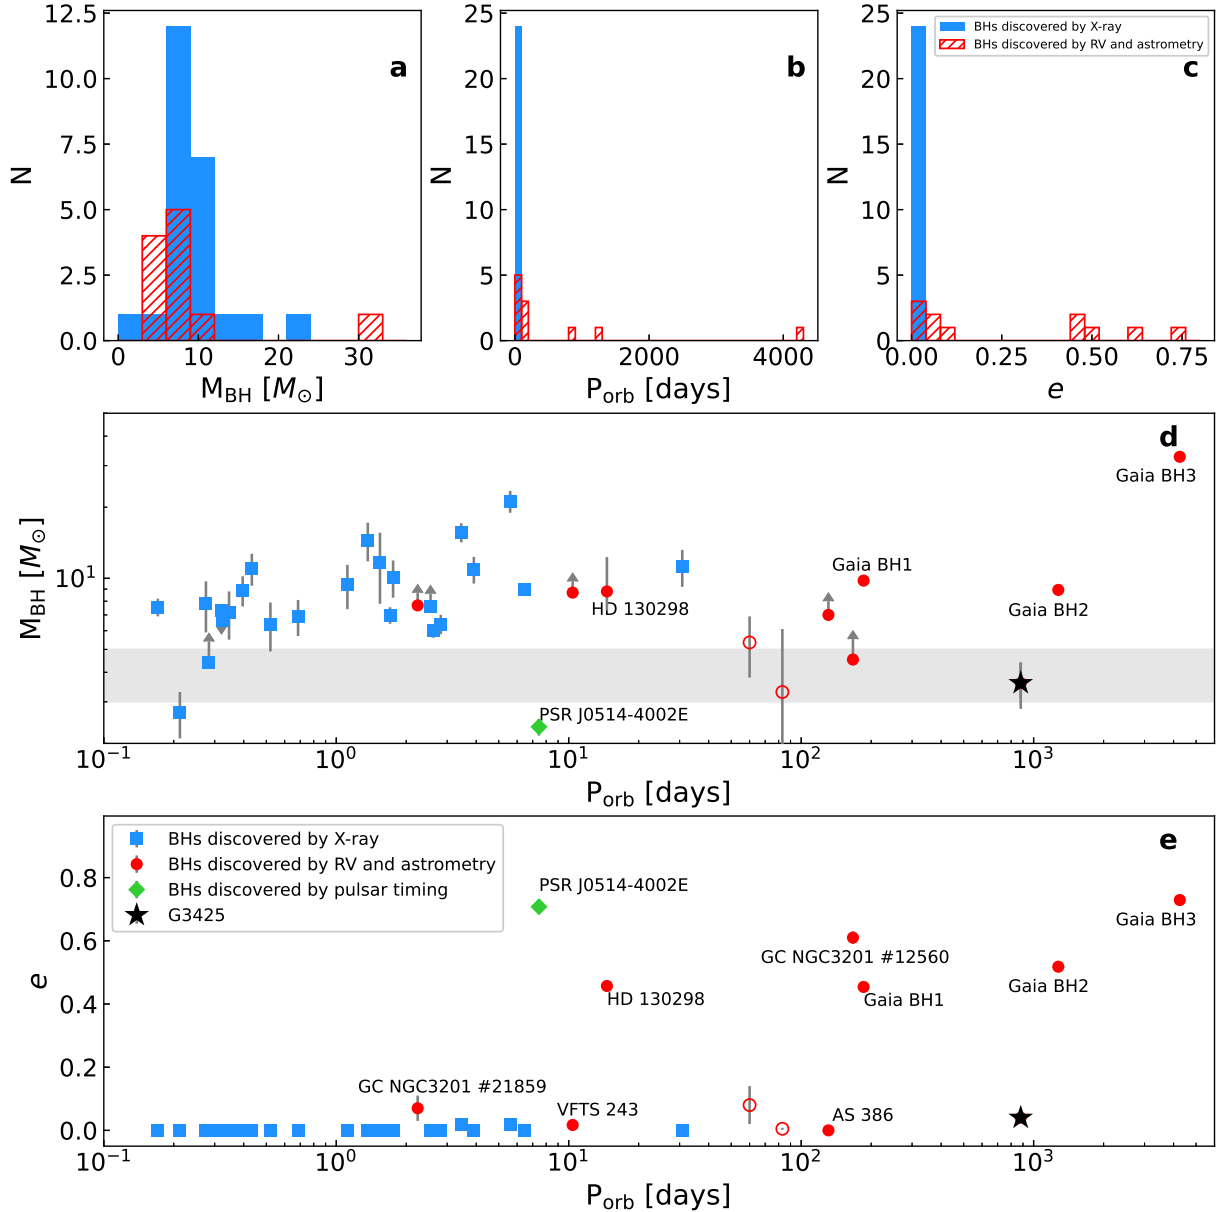 12.5
10.0
7.5
5.0
2.5
0.0
N
0
10
20
30
M_BH [M_⊙]
a
25
20
15
10
5
0
N
0
2000
4000
P_orb [days]
b
25
20
15
10
5
0
N
0.00
0.25
0.50
0.75
e
BHs discovered by X-ray
BHs discovered by RV and astrometry
c
d
M_BH [M_⊙]
10^1
Gaia BH3
Gaia BH1
HD 130298
Gaia BH2
PSR J0514-4002E
10^−1
10^0
10^1
10^2
10^3
P_orb [days]
e
BHs discovered by X-ray
BHs discovered by RV and astrometry
BHs discovered by pulsar timing
G3425
0.8
0.6
0.4
0.2
0.0
e
PSR J0514-4002E
Gaia BH3
GC NGC3201 #12560
Gaia BH2
HD 130298
Gaia BH1
GC NGC3201 #21859
VFTS 243
AS 386
10^−1
10^0
10^1
10^2
10^3
P_orb [days]